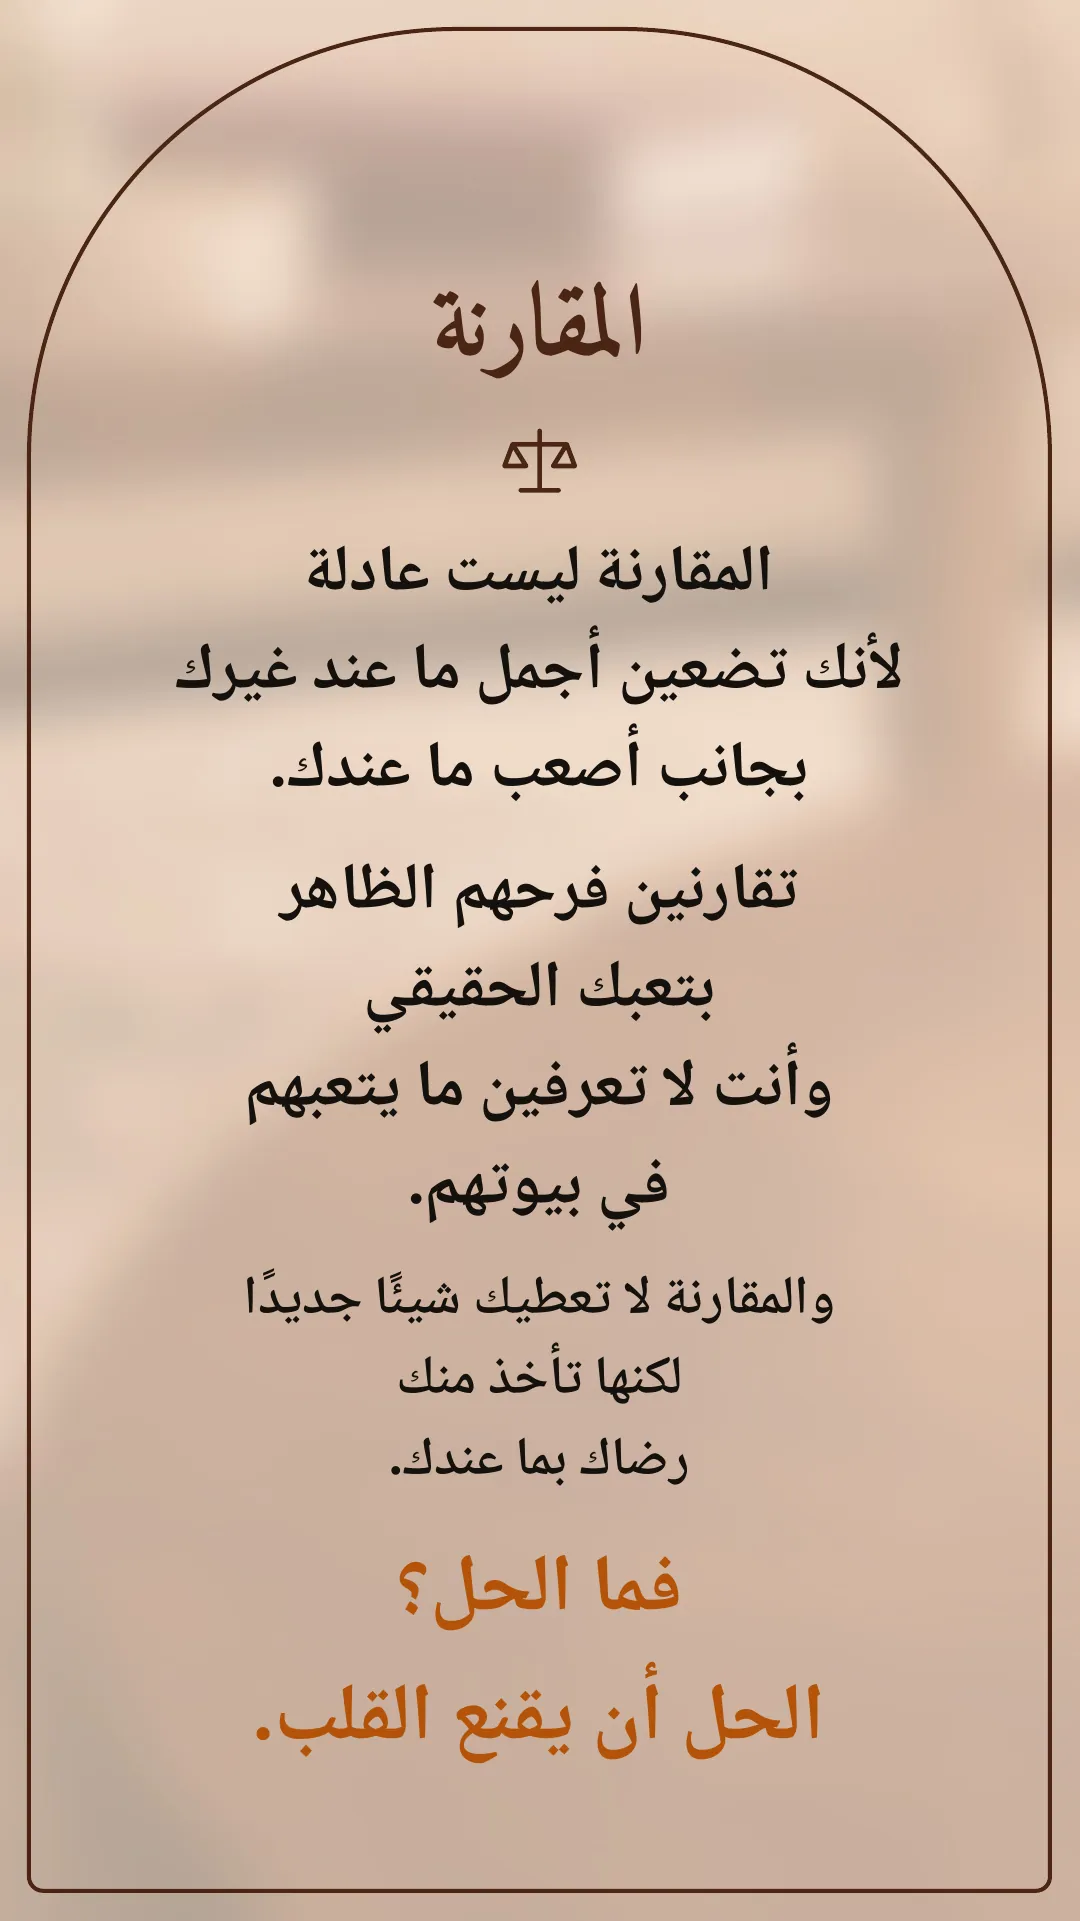 المقارنة
المقارنة ليست عادلة
لأنك تضعين أجمل ما عند غيرك
بجانب أصعب ما عندك.
تقارنين فرحهم الظاهر
بتعبك الحقيقي
وأنت لا تعرفين ما يتعبهم
في بيوتهم.
والمقارنة لا تعطيك شيئًا جديدًا
لكنها تأخذ منك
رضاك بما عندك.
فما الحل؟
الحل أن يقنع القلب.